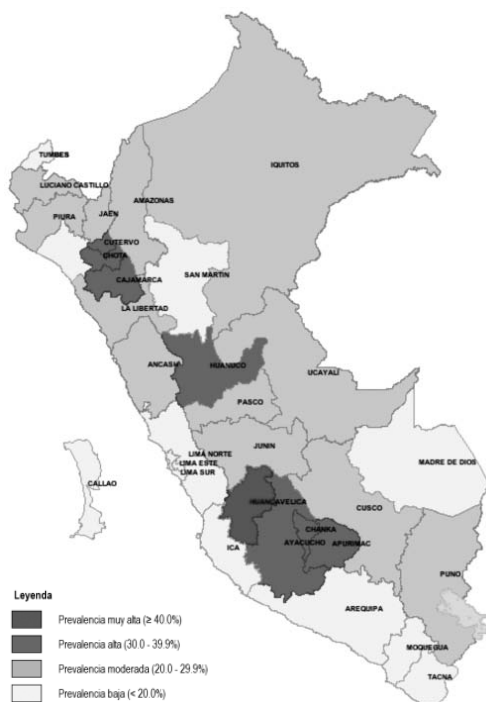 TUMBES
IQUITOS
LUCIANO CASTILLO
AMAZONAS
JAEN
PIURA
CUTERVO
CHOTA
SAN MARTIN
CAJAMARCA
LA LIBERTAD
ANCASH
HUANUCO
UCAYALI
PASCO
LIMA NORTE
LIMA ESTE
LIMA SUR
JUNIN
MADRE DE DIOS
CALLAO
HUANCAVELICA
CUSCO
CHANKA
AYACUCHO
APURIMAC
ICA
PUNO
AREQUIPA
MOQUEGUA
TACNA
Leyenda
Prevalencia muy alta (≥ 40.0%)
Prevalencia alta (30.0 - 39.9%)
Prevalencia moderada (20.0 - 29.9%)
Prevalencia baja (< 20.0%)